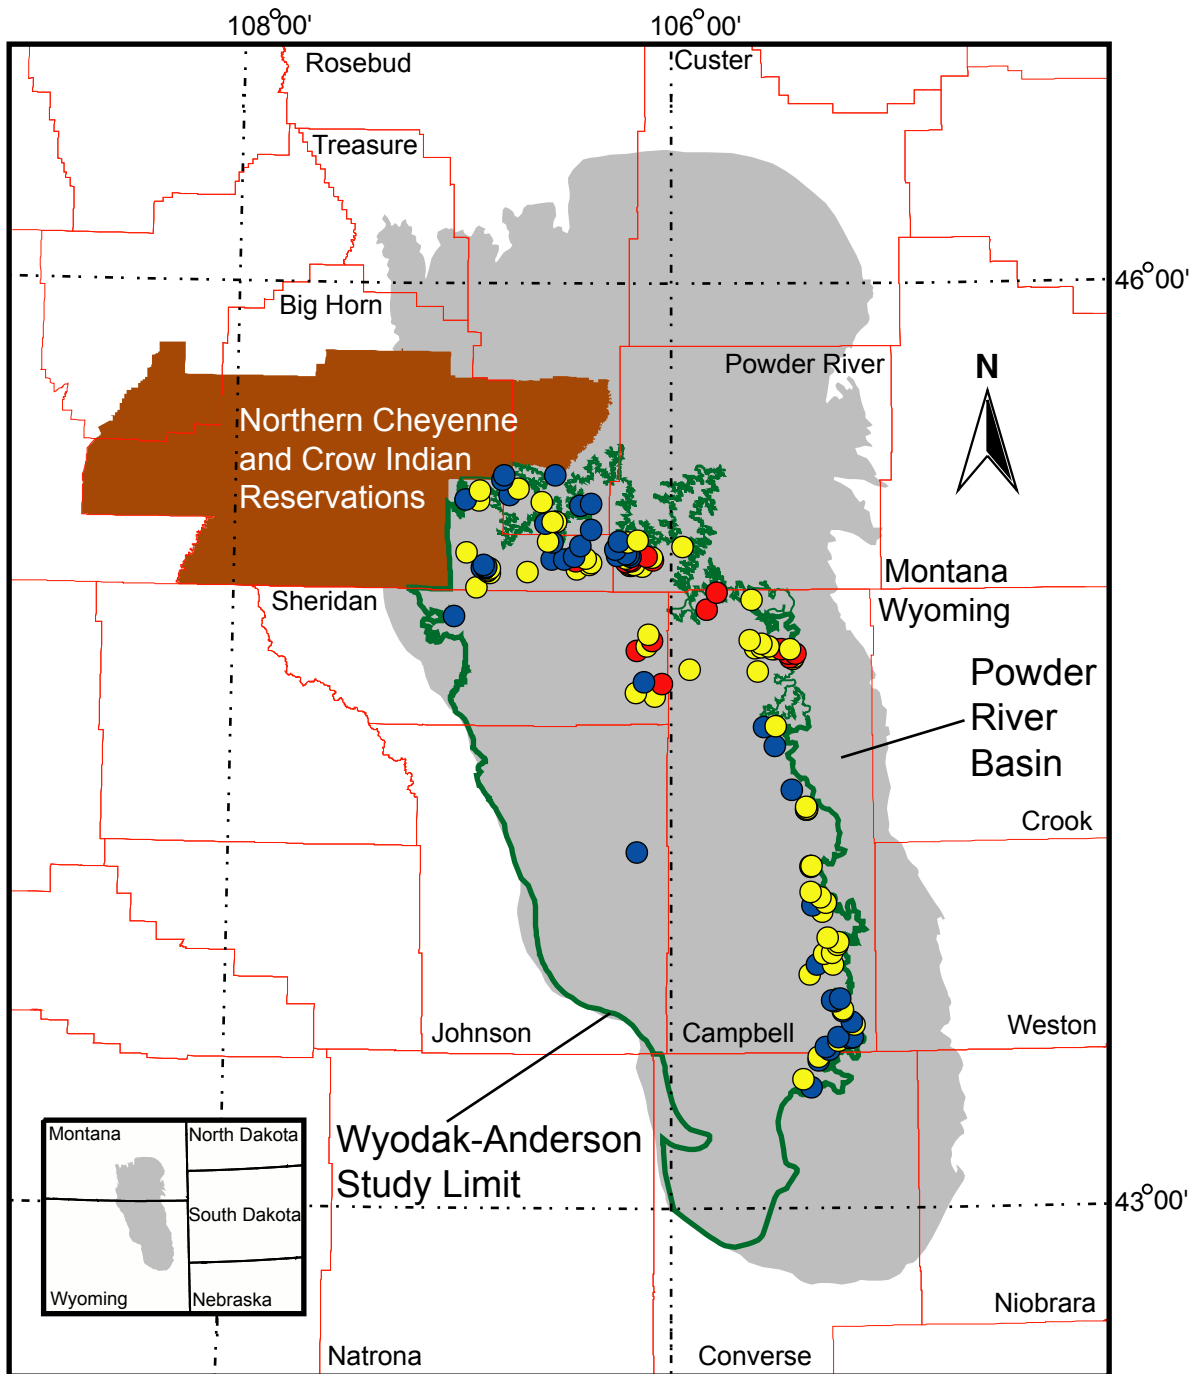 108°00'
106°00'
Rosebud
Custer
Treasure
46°00'
Big Horn
Powder River
N
Northern Cheyenne
and Crow Indian
Reservations
Montana
Sheridan
Wyoming
Powder
River
Basin
Crook
Johnson
Campbell
Weston
Wyodak-Anderson
Study Limit
Montana
North Dakota
South Dakota
Wyoming
Nebraska
43°00'
Niobrara
Natrona
Converse